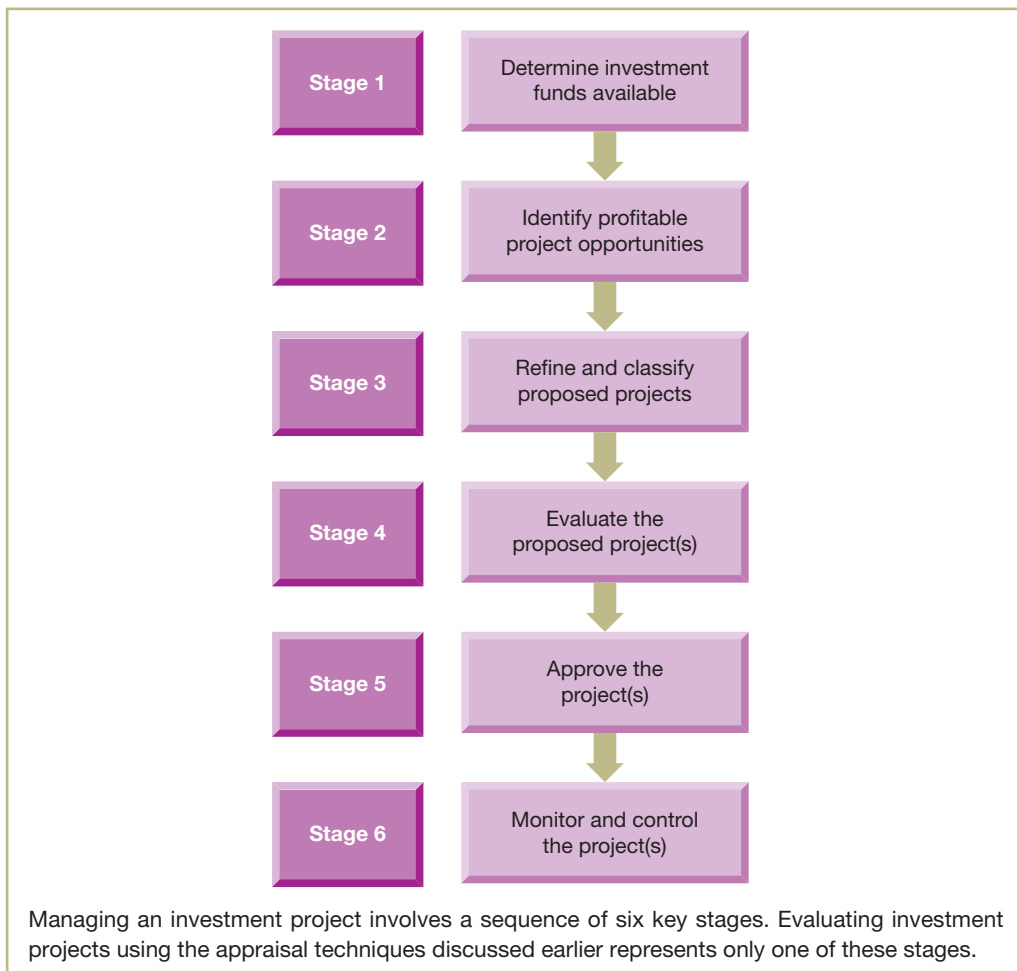 Stage 1
Determine investment
funds available
Stage 2
Identify profitable
project opportunities
Stage 3
Refine and classify
proposed projects
Stage 4
Evaluate the
proposed project(s)
Stage 5
Approve the
project(s)
Stage 6
Monitor and control
the project(s)
Managing an investment project involves a sequence of six key stages. Evaluating investment
projects using the appraisal techniques discussed earlier represents only one of these stages.